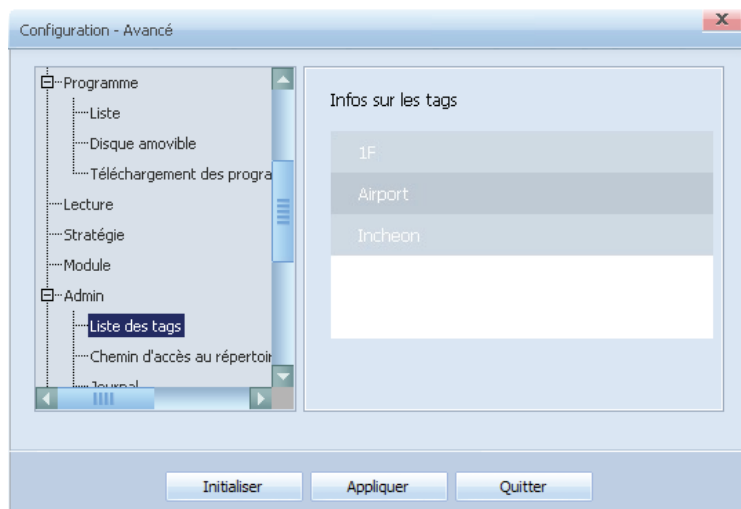 Configuration - Avancé
x
Programme
Liste
Disque amovible
Téléchargement des progra
Lecture
Stratégie
Module
Admin
Liste des tags
Chemin d'accès au répertoir
Journal
Infos sur les tags
1F
Airport
Incheon
Initialiser
Appliquer
Quitter